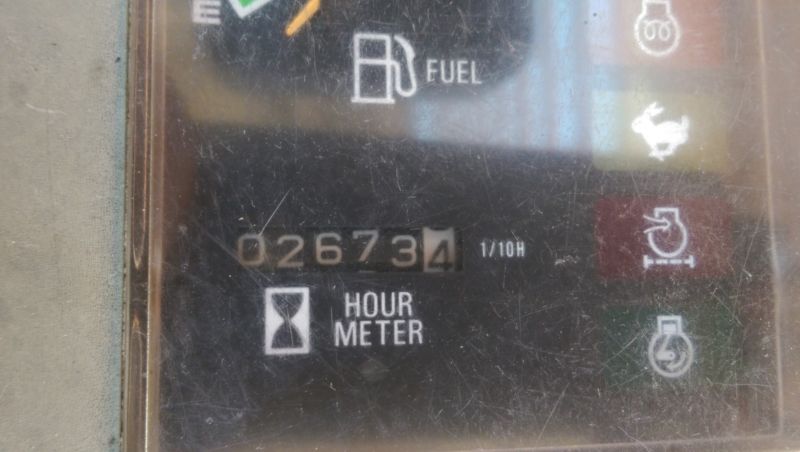 E
FUEL
026734 1/10H
HOUR
METER